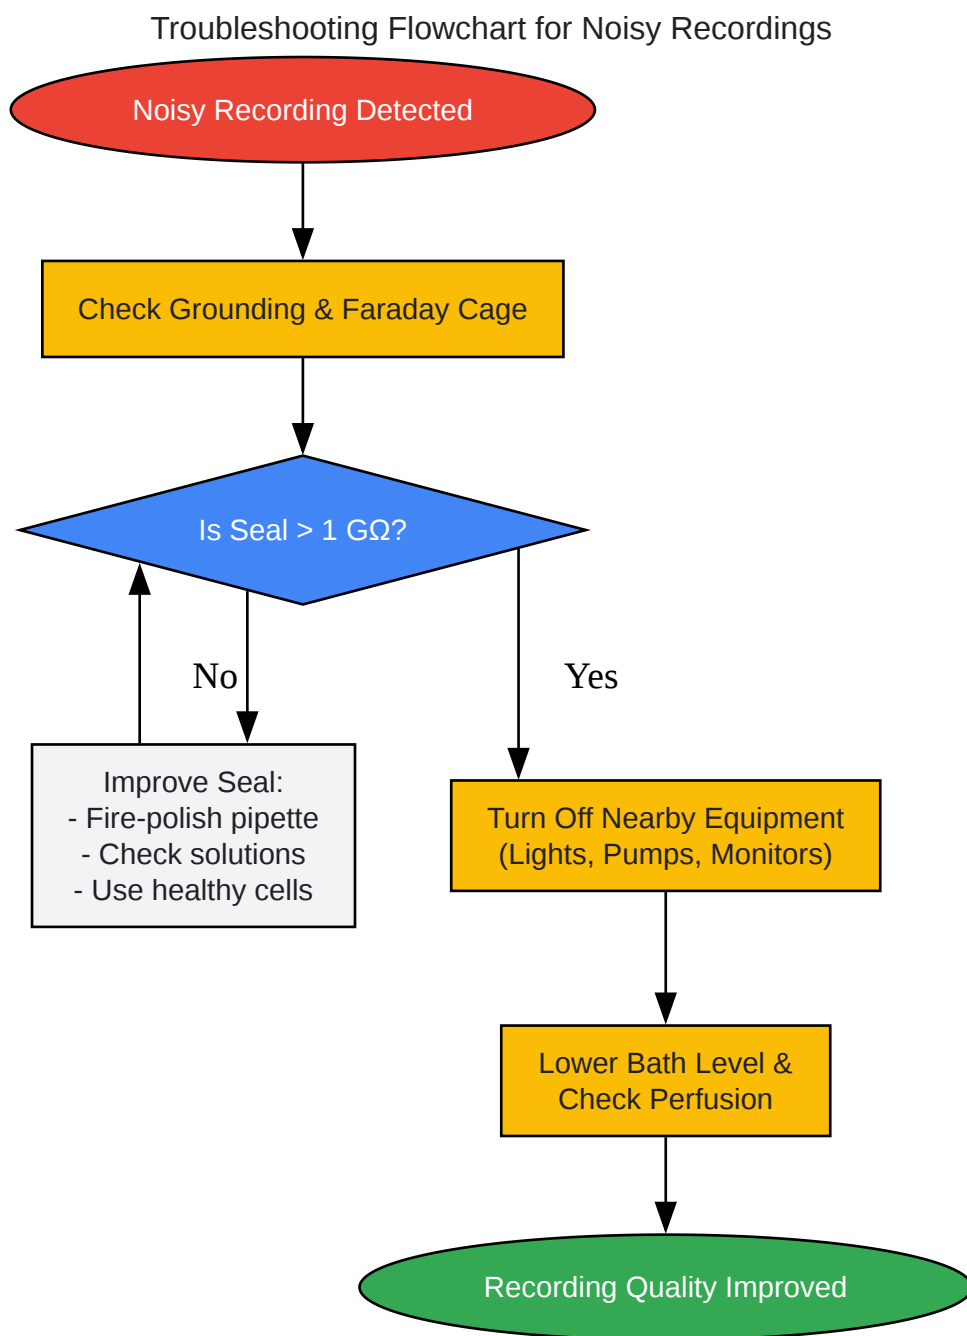 Troubleshooting Flowchart for Noisy Recordings
Noisy Recording Detected
Check Grounding & Faraday Cage
Is Seal > 1 GΩ?
No
Yes
Improve Seal:
- Fire-polish pipette
- Check solutions
- Use healthy cells
Turn Off Nearby Equipment
(Lights, Pumps, Monitors)
Lower Bath Level &
Check Perfusion
Recording Quality Improved